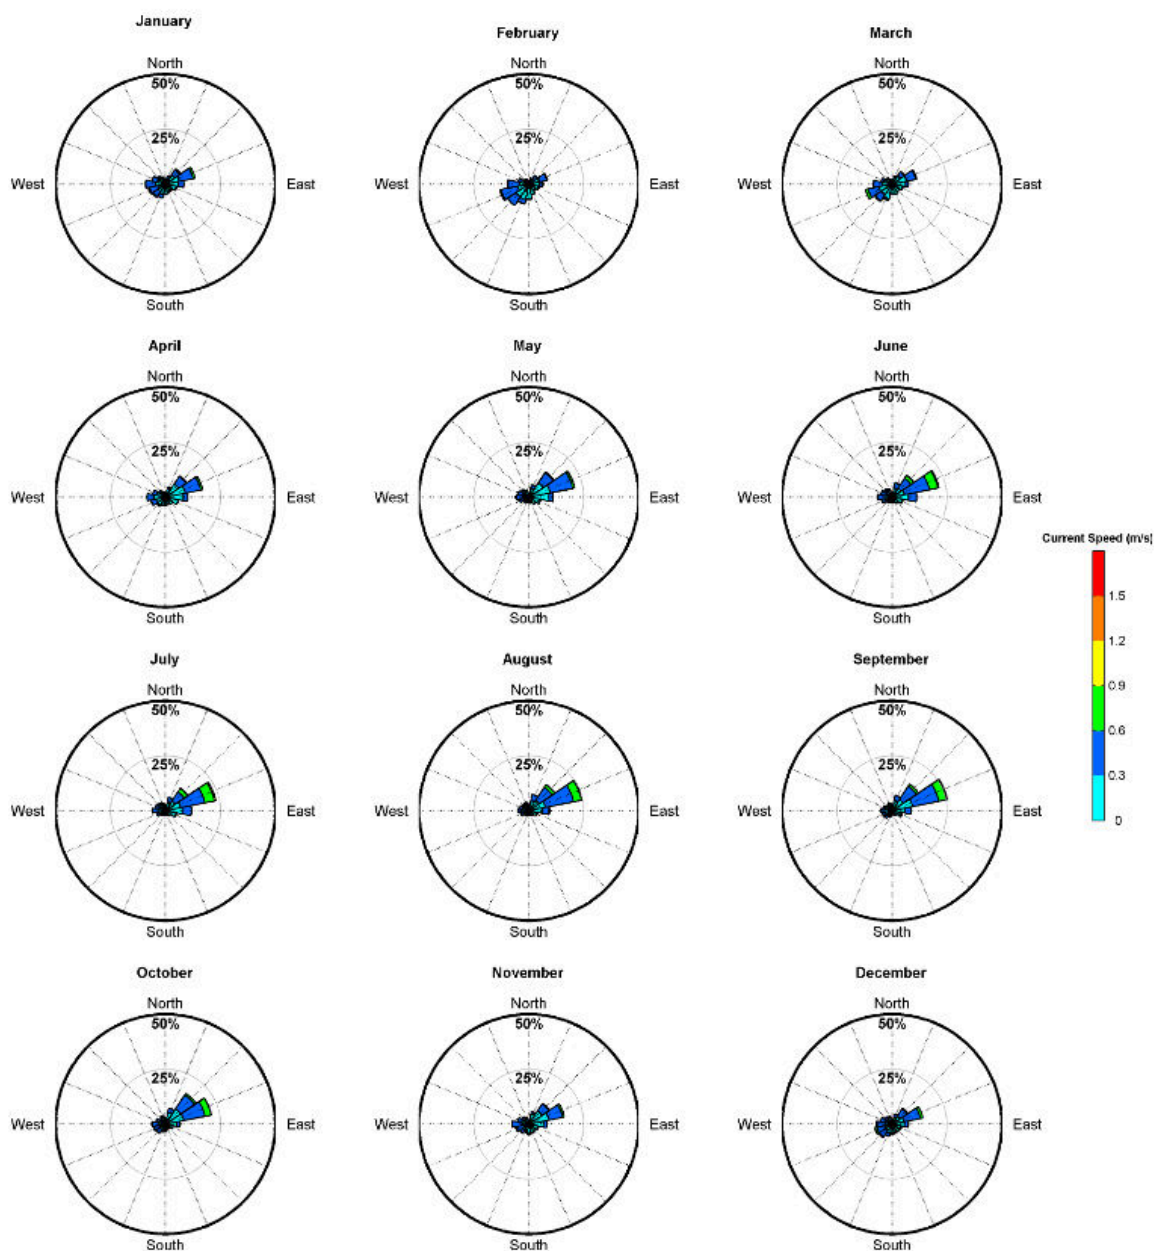 January
February
March
North
North
North
50%
50%
50%
25%
25%
25%
West
East
West
East
West
East
South
South
South
April
May
June
North
North
North
50%
50%
50%
25%
25%
25%
West
East
West
East
West
East
South
South
South
Current Speed (m/s)
1.5
1.2
0.9
0.6
0.3
0
July
August
September
North
North
North
50%
50%
50%
25%
25%
25%
West
East
West
East
West
East
South
South
South
October
November
December
North
North
North
50%
50%
50%
25%
25%
25%
West
East
West
East
West
East
South
South
South